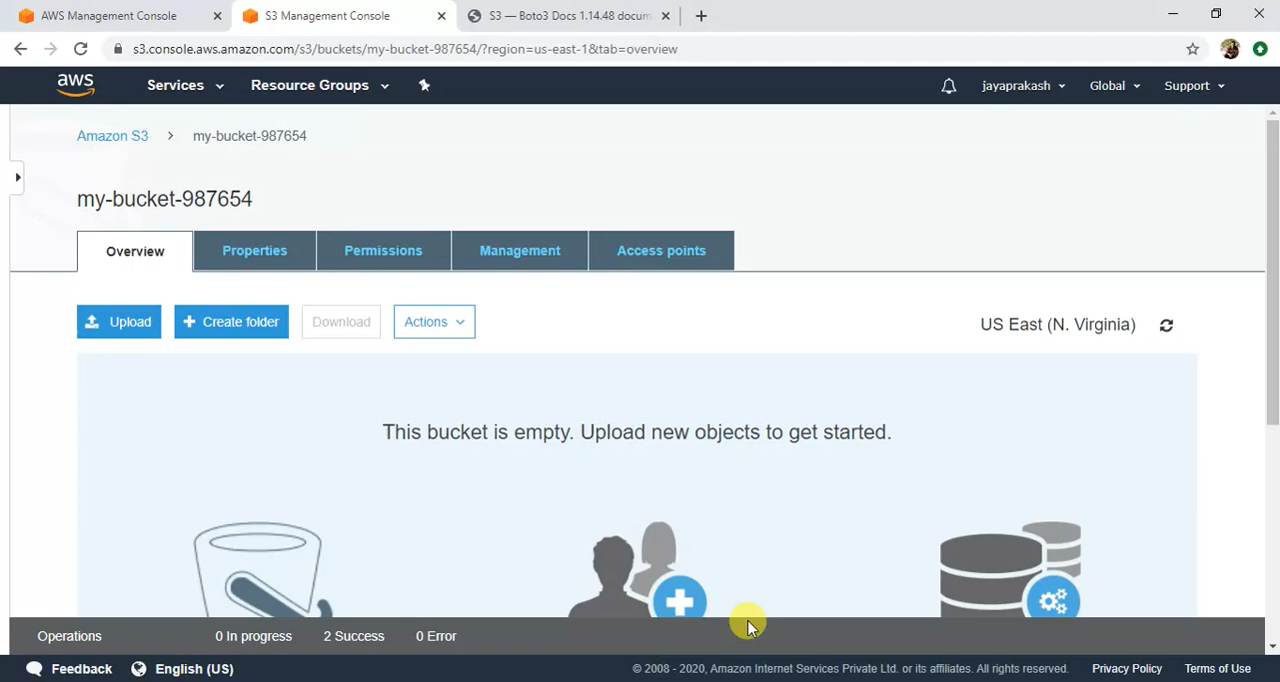 AWS Management Console
S3 Management Console
S3 — Boto3 Docs 1.14.48 docum
s3.console.aws.amazon.com/s3/buckets/my-bucket-987654/?region=us-east-1&tab=overview
aws
Services
Resource Groups
jayaprakash
Global
Support
Amazon S3
my-bucket-987654
my-bucket-987654
Overview
Properties
Permissions
Management
Access points
Upload
Create folder
Download
Actions
US East (N. Virginia)
This bucket is empty. Upload new objects to get started.
Operations
0 In progress
2 Success
0 Error
Feedback
English (US)
© 2008 - 2020, Amazon Internet Services Private Ltd. or its affiliates. All rights reserved.
Privacy Policy
Terms of Use